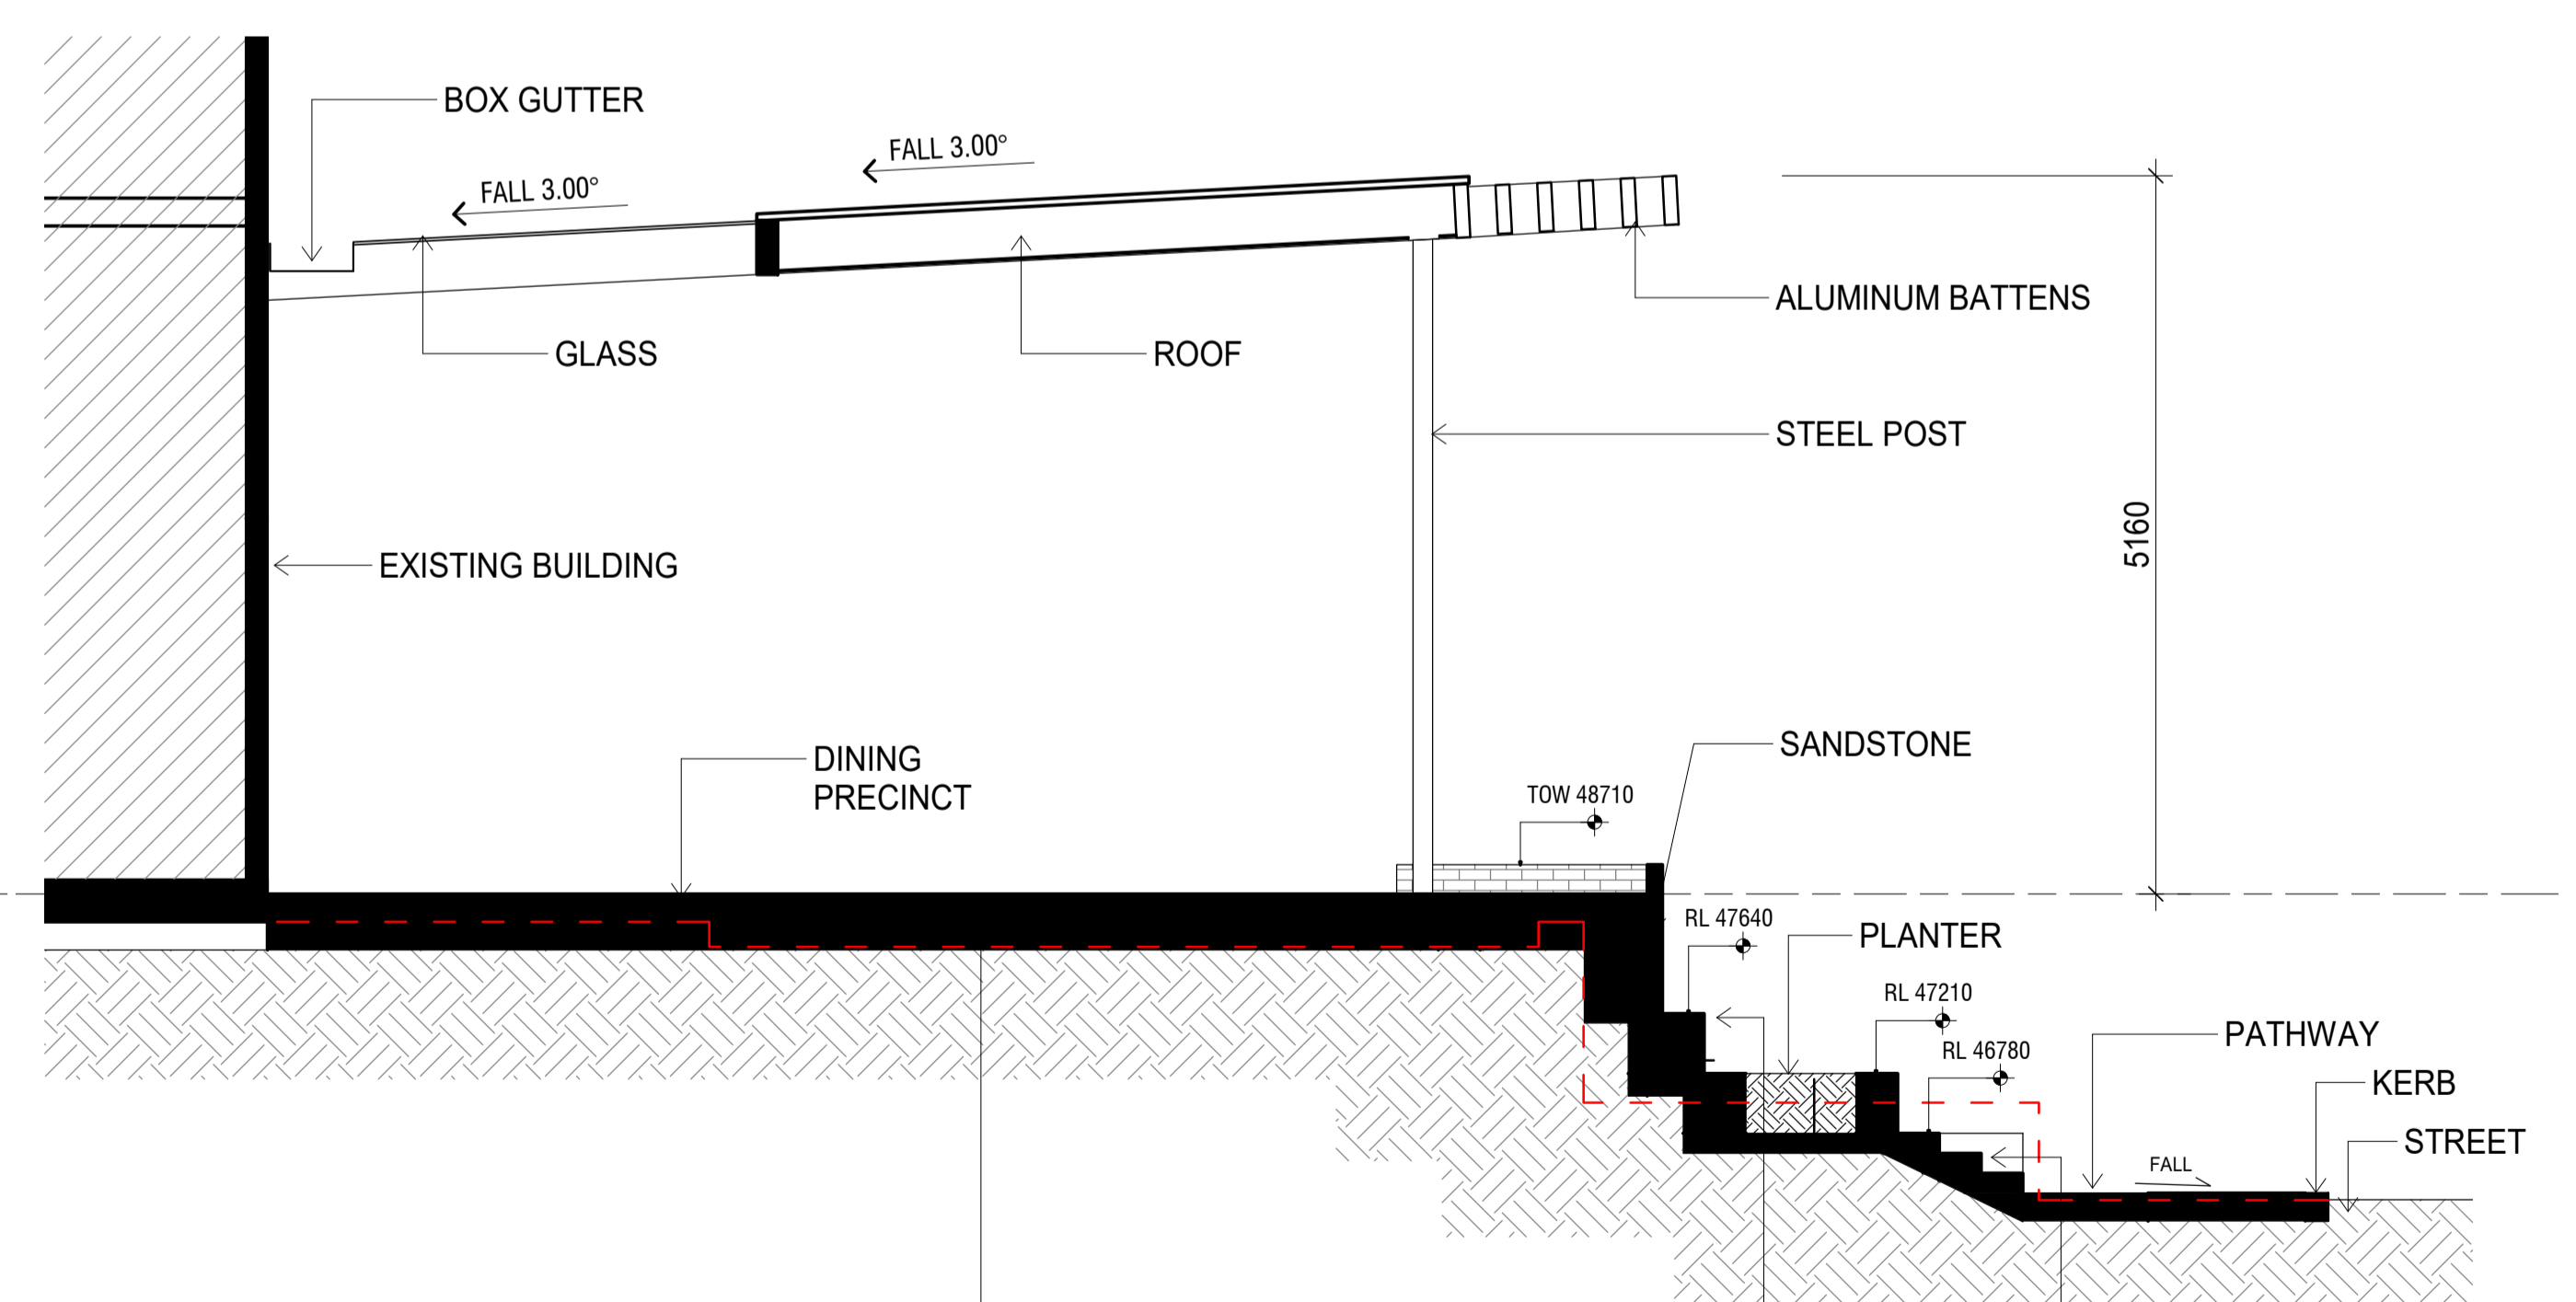 BOX GUTTER
FALL 3.00°
FALL 3.00°
ALUMINUM BATTENS
GLASS
ROOF
STEEL POST
5160
EXISTING BUILDING
SANDSTONE
DINING
PRECINCT
TOW 48710
RL 47640
PLANTER
RL 47210
PATHWAY
RL 46780
KERB
STREET
FALL